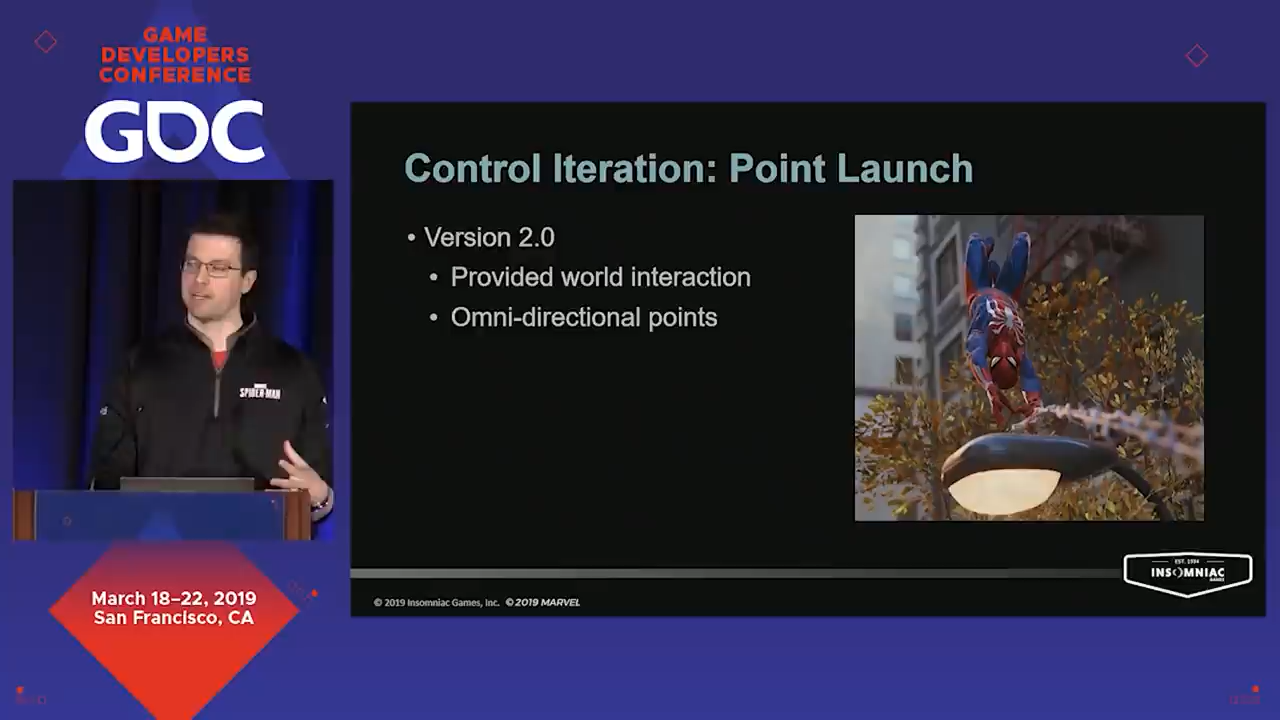 GAME
DEVELOPERS
CONFERENCE
GDC
MARVEL
SPIDER-MAN
March 18–22, 2019
San Francisco, CA
Control Iteration: Point Launch
• Version 2.0
• Provided world interaction
• Omni-directional points
EST. 1994
INSOMNIAC
GAMES
© 2019 Insomniac Games, Inc. © 2019 MARVEL